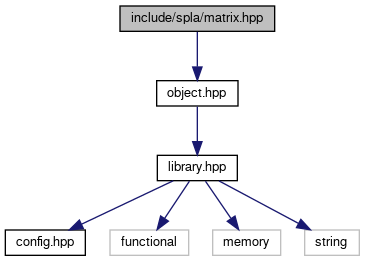 include/spla/matrix.hpp
object.hpp
library.hpp
config.hpp functional memory string